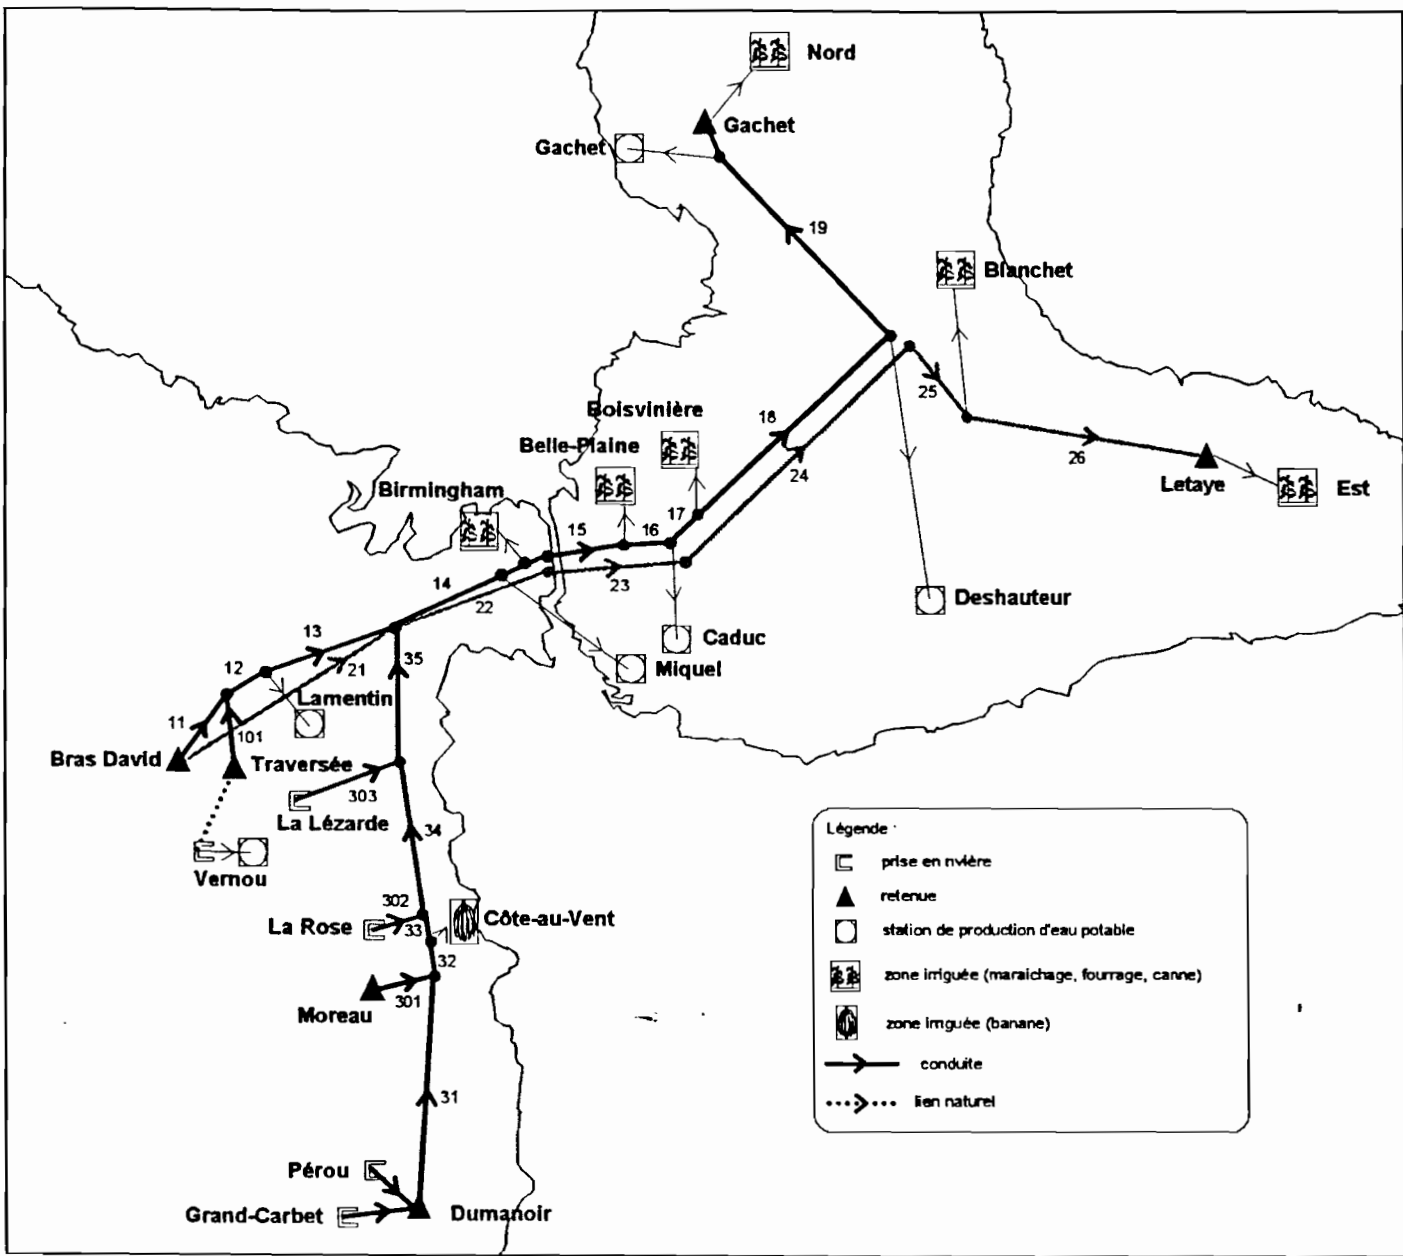 Nord
Gachet
Gachet
19
Blanchet
25
Boisvinière
18
Belle-Plaine
24
26
Letaye
Est
Birmingham
17
15
16
14
22
23
Deshauteur
13
Caduc
12
21
35
Miquel
Lamentin
11
101
Bras David
Traversée
303
La Lézarde
34
Vernou
302
La Rose
33
Côte-au-Vent
32
301
Moreau
31
Pérou
Grand-Carbet
Dumanoir
Légende :
prise en rivière
retenue
station de production d'eau potable
zone irriguée (maraichage, fourrage, canne)
zone irriguée (banane)
conduite
lien naturel